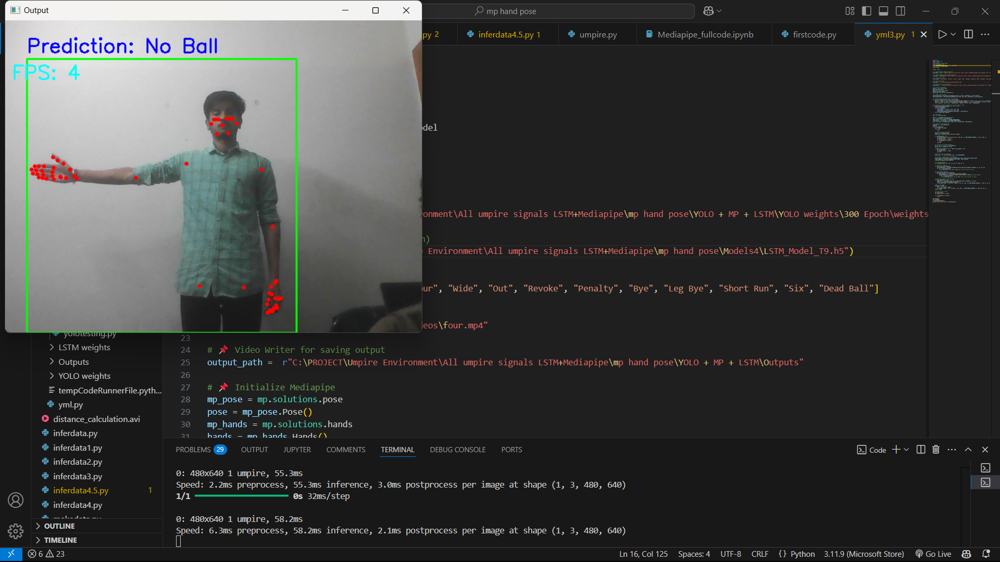 Output
mp hand pose
py 2
inferdata4.5.py 1
umpire.py
Mediapipe_fullcode.ipynb
firstcode.py
yml3.py 1
Prediction: No Ball
FPS: 4
del
onment\All umpire signals LSTM+Mediapipe\mp hand pose\YOLO + MP + LSTM\YOLO weights\300 Epoch\weights
)
Environment\All umpire signals LSTM+Mediapipe\mp hand pose\Models4\LSTM_Model_T9.h5")
our", "Wide", "Out", "Revoke", "Penalty", "Bye", "Leg Bye", "Short Run", "Six", "Dead Ball"]
eos\four.mp4"
23
24 # 📌 Video Writer for saving output
25 output_path = r"C:\PROJECT\Umpire Environment\All umpire signals LSTM+Mediapipe\mp hand pose\YOLO + MP + LSTM\Outputs"
26
27 # 📌 Initialize Mediapipe
28 mp_pose = mp.solutions.pose
29 pose = mp_pose.Pose()
30 mp_hands = mp.solutions.hands
31 hands = mp_hands.Hands()
yolotesting.py
LSTM weights
Outputs
YOLO weights
tempCodeRunnerFile.pyth...
yml.py
distance_calculation.avi
inferdata.py
inferdata1.py
inferdata2.py
inferdata3.py
inferdata4.5.py 1
inferdata4.py
OUTLINE
TIMELINE
PROBLEMS 29 OUTPUT JUPYTER COMMENTS TERMINAL DEBUG CONSOLE PORTS
Code
0: 480x640 1 umpire, 55.3ms
Speed: 2.2ms preprocess, 55.3ms inference, 3.0ms postprocess per image at shape (1, 3, 480, 640)
1/1 0s 32ms/step
0: 480x640 1 umpire, 58.2ms
Speed: 6.3ms preprocess, 58.2ms inference, 2.1ms postprocess per image at shape (1, 3, 480, 640)
6 23
Ln 16, Col 125 Spaces: 4 UTF-8 CRLF {} Python 3.11.9 (Microsoft Store) Go Live